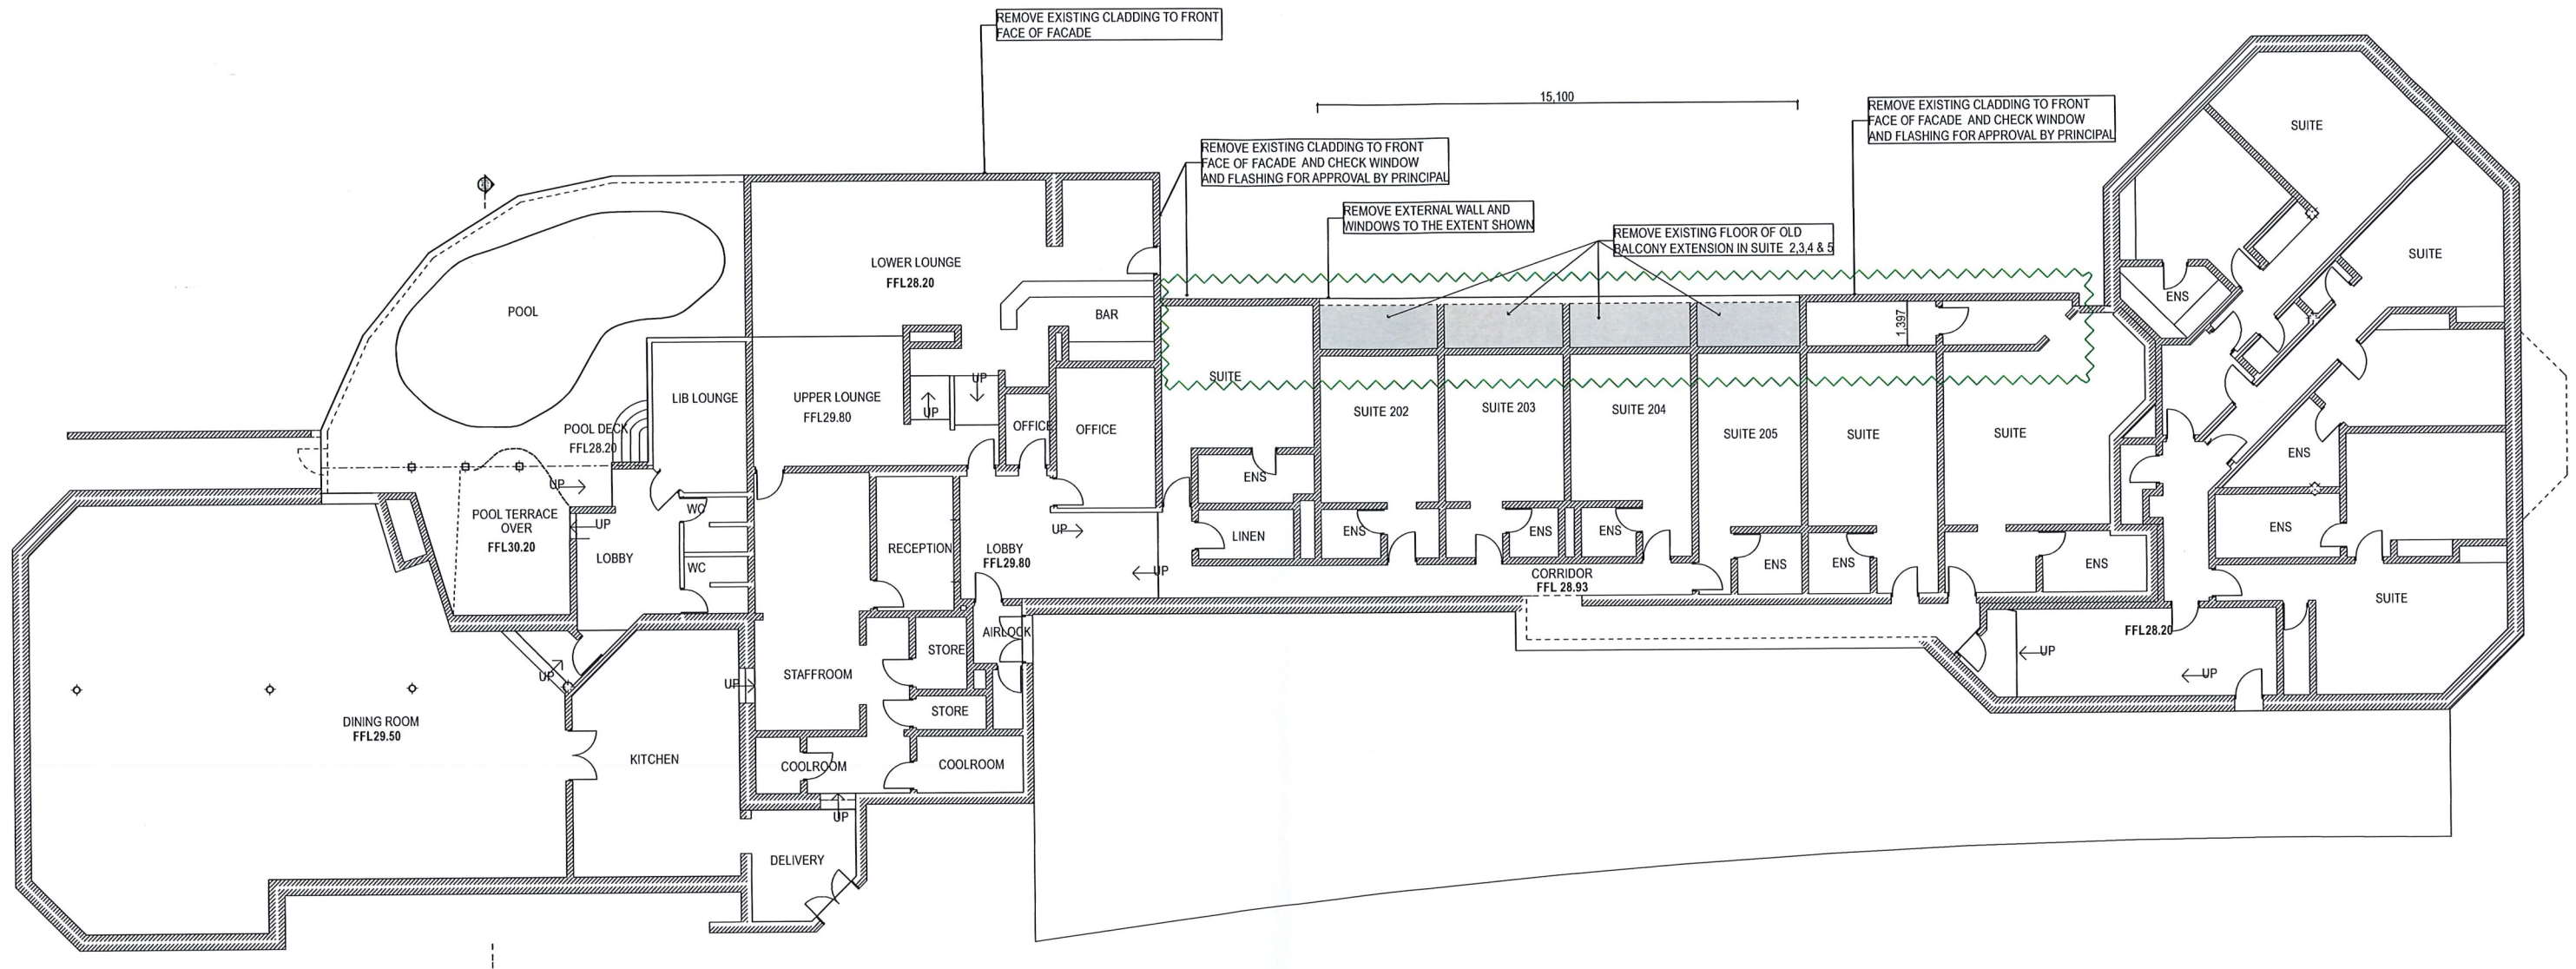 REMOVE EXISTING CLADDING TO FRONT
FACE OF FACADE
15,100
REMOVE EXISTING CLADDING TO FRONT
FACE OF FACADE AND CHECK WINDOW
AND FLASHING FOR APPROVAL BY PRINCIPAL
REMOVE EXISTING CLADDING TO FRONT
FACE OF FACADE AND CHECK WINDOW
AND FLASHING FOR APPROVAL BY PRINCIPAL
REMOVE EXTERNAL WALL AND
WINDOWS TO THE EXTENT SHOWN
REMOVE EXISTING FLOOR OF OLD
BALCONY EXTENSION IN SUITE 2,3,4 & 5
SUITE
SUITE
ENS
LOWER LOUNGE
FFL28.20
POOL
BAR
1,397
SUITE
LIB LOUNGE
UPPER LOUNGE
FFL29.80
UP
UP
OFFICE
OFFICE
SUITE 202
SUITE 203
SUITE 204
SUITE 205
SUITE
SUITE
POOL DECK
FFL28.20
UP
ENS
ENS
POOL TERRACE
OVER
FFL30.20
UP
LOBBY
WC
WC
RECEPTION
LOBBY
FFL29.80
UP
UP
LINEN
ENS
ENS
ENS
ENS
ENS
ENS
ENS
CORRIDOR
FFL 28.93
SUITE
AIRLOCK
FFL28.20
UP
UP
STORE
STORE
STAFFROOM
UP
UP
DINING ROOM
FFL29.50
KITCHEN
COOLROOM
COOLROOM
UP
DELIVERY